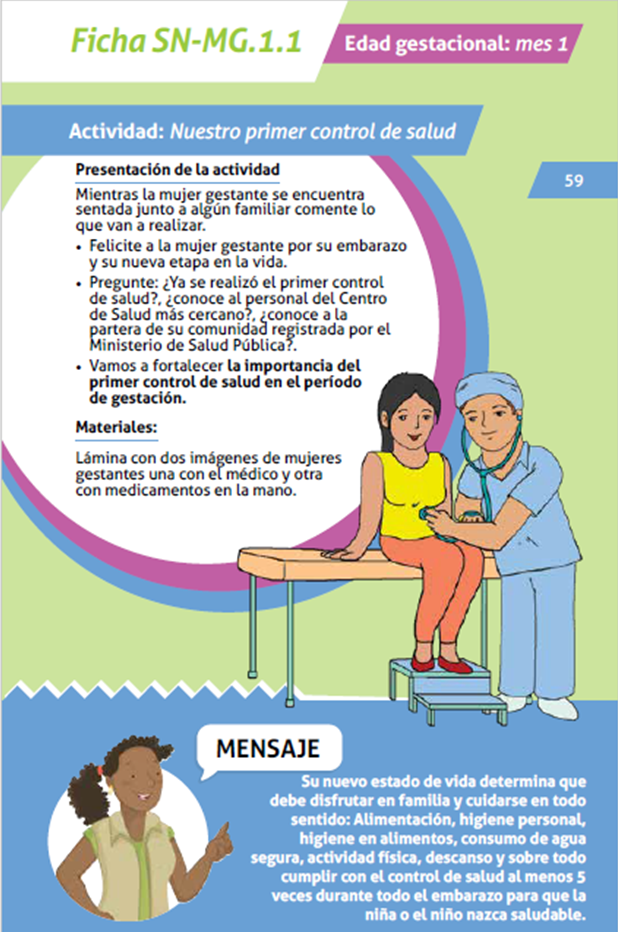 Ficha SN-MG.1.1
Edad gestacional: mes 1
Actividad: Nuestro primer control de salud
59
Presentación de la actividad
Mientras la mujer gestante se encuentra
sentada junto a algún familiar comente lo
que van a realizar.
• Felicite a la mujer gestante por su embarazo
y su nueva etapa en la vida.
• Pregunte: ¿Ya se realizó el primer control
de salud?, ¿conoce al personal del Centro
de Salud más cercano?, ¿conoce a la
partera de su comunidad registrada por el
Ministerio de Salud Pública?.
• Vamos a fortalecer la importancia del
primer control de salud en el período
de gestación.
Materiales:
Lámina con dos imágenes de mujeres
gestantes una con el médico y otra
con medicamentos en la mano.
MENSAJE
Su nuevo estado de vida determina que
debe disfrutar en familia y cuidarse en todo
sentido: Alimentación, higiene personal,
higiene en alimentos, consumo de agua
segura, actividad física, descanso y sobre todo
cumplir con el control de salud al menos 5
veces durante todo el embarazo para que la
niña o el niño nazca saludable.